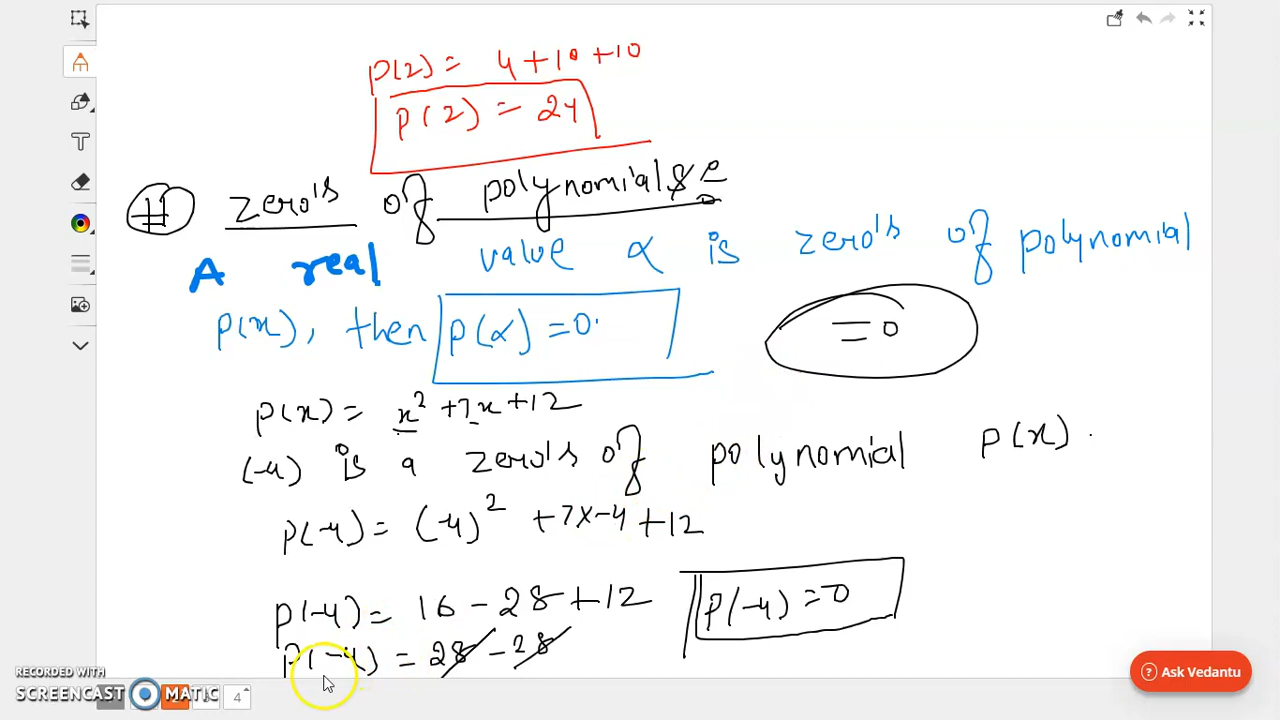 P(2) = 4+10+10
P(2) = 24
# zero's of polynomial
A real value α is zero's of polynomial
P(x), then P(α) = 0.
= 0
P(x) = x² + 7x + 12
(-4) is a zero's of polynomial P(x).
P(-4) = (-4)² + 7x-4 + 12
P(-4) = 16 - 28 + 12
P(-4) = 0
P(-4) = 28 - 28
RECORDED WITH
SCREENCAST MATIC
4
Ask Vedantu